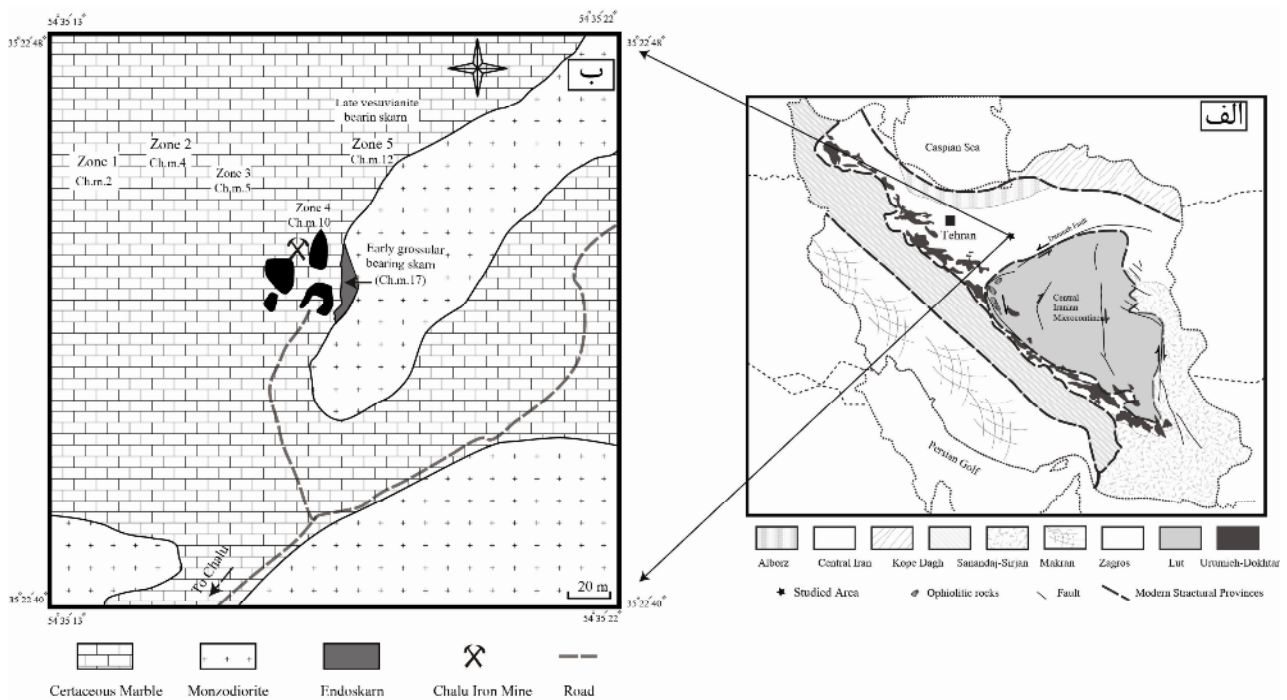 54 35 13
54 35 22
35 22 48
35 22 48
ب
Late vesuvianite
bearin skarn
Zone 1
Ch.m.2
Zone 2
Ch.m.4
Zone 3
Ch.m.5
Zone 5
Ch.m.12
Zone 4
Ch.m.10
Early grossular
bearing skarn
(Ch.m.17)
To Chalu
20 m
35 22 40
35 22 40
54 35 13
54 35 22
Certaceous Marble
Monzodiorite
Endoskarn
Chalu Iron Mine
Road
الف
Caspian Sea
Tehran
Central
Iranian
Microcontinent
Persian Golf
Alborz
Central Iran
Kope Dagh
Sanandaj-Sirjan
Makran
Zagros
Lut
Urumieh-Dokhtar
Studied Area
Ophiolitic rocks
Fault
Modern Structural Provinces